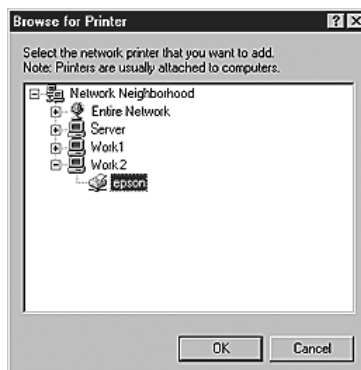 Browse for Printer
Select the network printer that you want to add.
Note: Printers are usually attached to computers.
Network Neighborhood
Entire Network
Server
Work1
Work2
epson
OK Cancel